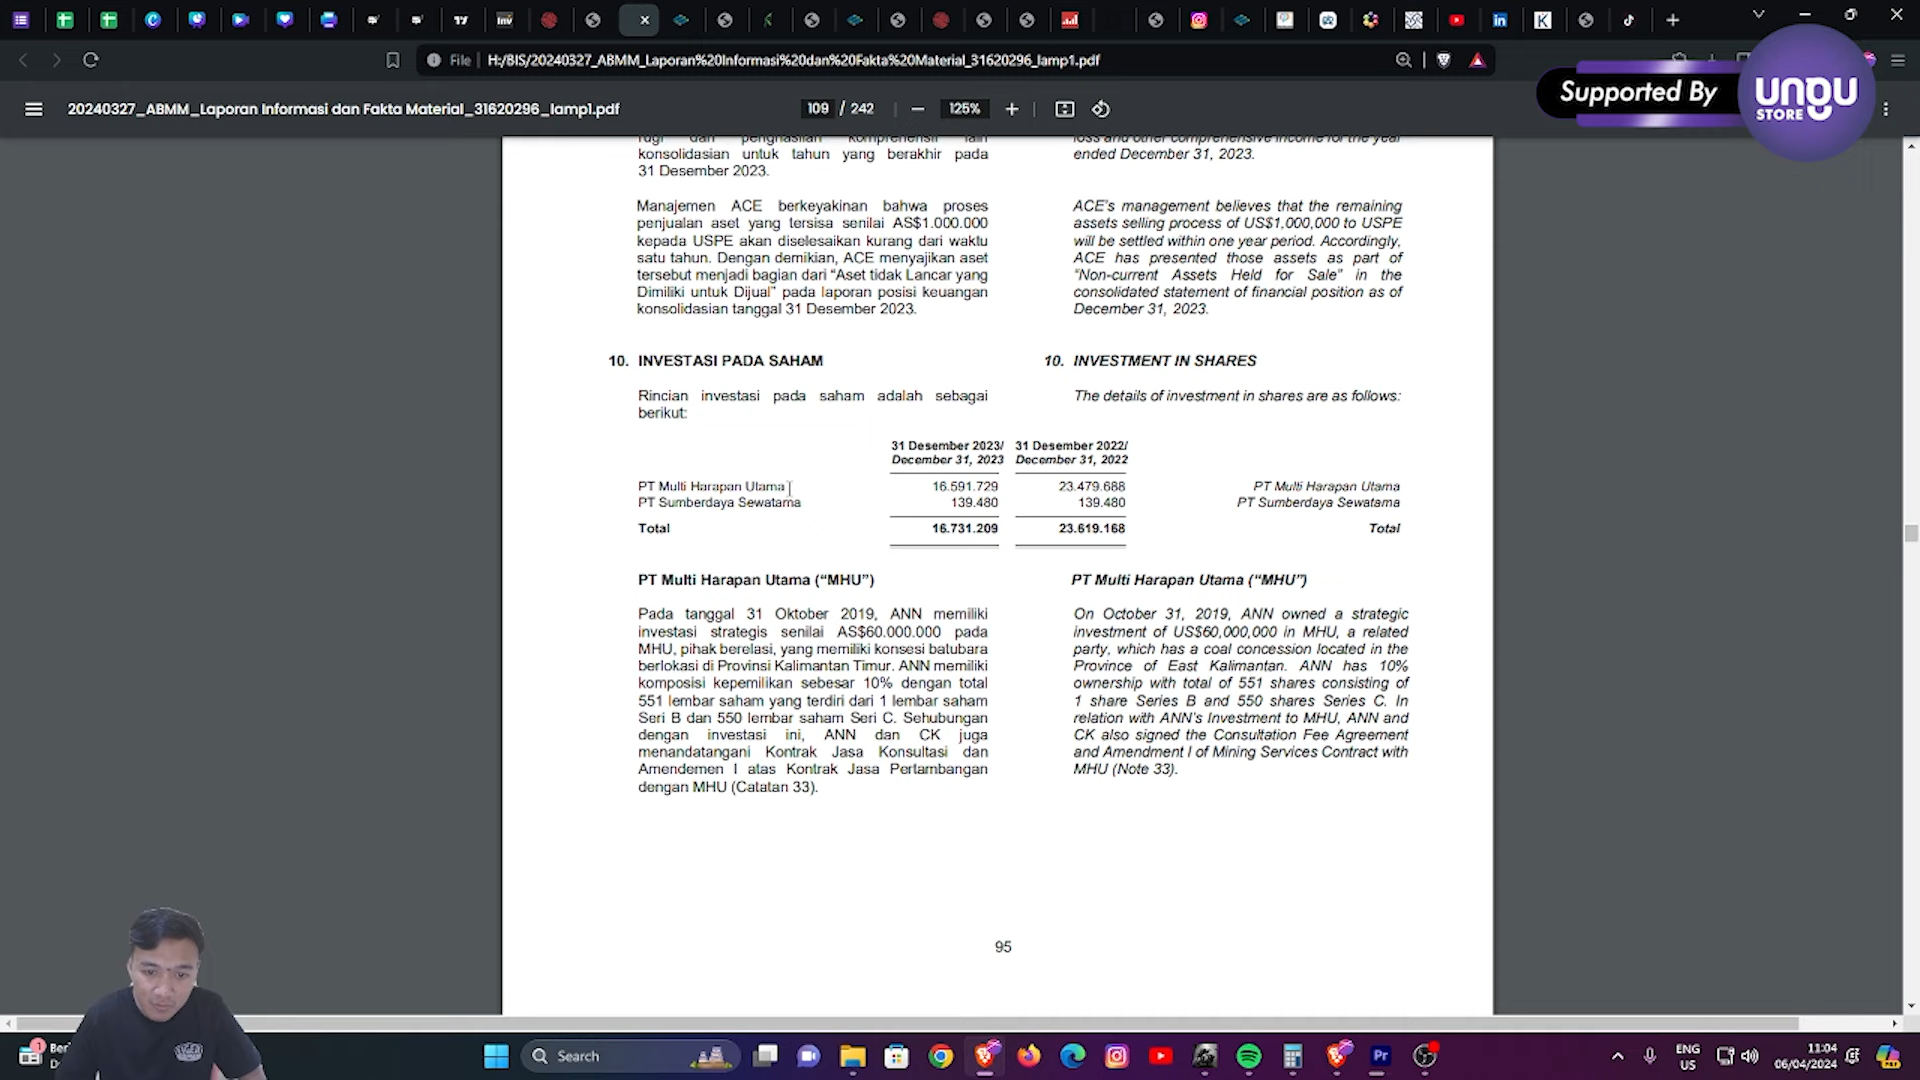 File H:/BIS/20240327_ABMM_Laporan%20Informasi%20dan%20Fakta%20Material_31620296_lamp1.pdf
20240327_ABMM_Laporan Informasi dan Fakta Material_31620296_lamp1.pdf
109 / 242
125%
Supported By
UNGU
STORE
rugi dan penghasilan komprehensif lain
konsolidasian untuk tahun yang berakhir pada
31 Desember 2023.
loss and other comprehensive income for the year
ended December 31, 2023.
Manajemen ACE berkeyakinan bahwa proses
penjualan aset yang tersisa senilai AS$1.000.000
kepada USPE akan diselesaikan kurang dari waktu
satu tahun. Dengan demikian, ACE menyajikan aset
tersebut menjadi bagian dari “Aset tidak Lancar yang
Dimiliki untuk Dijual” pada laporan posisi keuangan
konsolidasian tanggal 31 Desember 2023.
ACE's management believes that the remaining
assets selling process of US$1,000,000 to USPE
will be settled within one year period. Accordingly,
ACE has presented those assets as part of
“Non-current Assets Held for Sale” in the
consolidated statement of financial position as of
December 31, 2023.
10. INVESTASI PADA SAHAM
10. INVESTMENT IN SHARES
Rincian investasi pada saham adalah sebagai
berikut:
The details of investment in shares are as follows:
31 Desember 2023/ 31 Desember 2022/
December 31, 2023 December 31, 2022
PT Multi Harapan Utama 16.591.729 23.479.688 PT Multi Harapan Utama
PT Sumberdaya Sewatama 139.480 139.480 PT Sumberdaya Sewatama
Total 16.731.209 23.619.168 Total
PT Multi Harapan Utama (“MHU”)
Pada tanggal 31 Oktober 2019, ANN memiliki
investasi strategis senilai AS$60.000.000 pada
MHU, pihak berelasi, yang memiliki konsesi batubara
berlokasi di Provinsi Kalimantan Timur. ANN memiliki
komposisi kepemilikan sebesar 10% dengan total
551 lembar saham yang terdiri dari 1 lembar saham
Seri B dan 550 lembar saham Seri C. Sehubungan
dengan investasi ini, ANN dan CK juga
menandatangani Kontrak Jasa Konsultasi dan
Amendemen I atas Kontrak Jasa Pertambangan
dengan MHU (Catatan 33).
PT Multi Harapan Utama (“MHU”)
On October 31, 2019, ANN owned a strategic
investment of US$60,000,000 in MHU, a related
party, which has a coal concession located in the
Province of East Kalimantan. ANN has 10%
ownership with total of 551 shares consisting of
1 share Series B and 550 shares Series C. In
relation with ANN's Investment to MHU, ANN and
CK also signed the Consultation Fee Agreement
and Amendment I of Mining Services Contract with
MHU (Note 33).
95
Search
ENG
US
11:04
06/04/2024